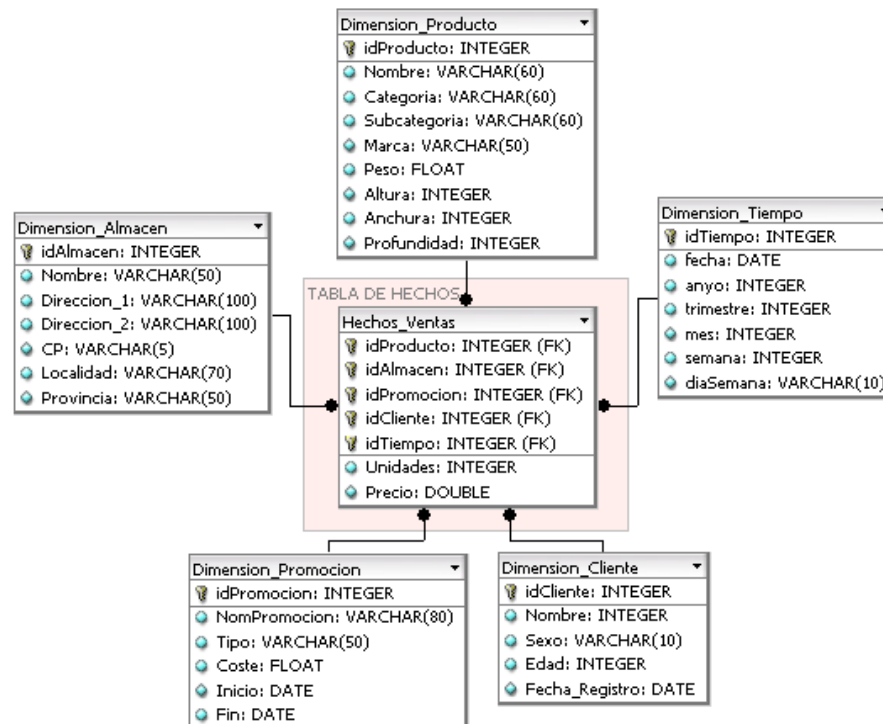 Dimension_Producto
idProducto: INTEGER
Nombre: VARCHAR(60)
Categoria: VARCHAR(60)
Subcategoria: VARCHAR(60)
Marca: VARCHAR(50)
Peso: FLOAT
Altura: INTEGER
Anchura: INTEGER
Profundidad: INTEGER
Dimension_Almacen
idAlmacen: INTEGER
Nombre: VARCHAR(50)
Direccion_1: VARCHAR(100)
Direccion_2: VARCHAR(100)
CP: VARCHAR(5)
Localidad: VARCHAR(70)
Provincia: VARCHAR(50)
Dimension_Tiempo
idTiempo: INTEGER
fecha: DATE
anyo: INTEGER
trimestre: INTEGER
mes: INTEGER
semana: INTEGER
diaSemana: VARCHAR(10)
TABLA DE HECHOS
Hechos_Ventas
idProducto: INTEGER (FK)
idAlmacen: INTEGER (FK)
idPromocion: INTEGER (FK)
idCliente: INTEGER (FK)
idTiempo: INTEGER (FK)
Unidades: INTEGER
Precio: DOUBLE
Dimension_Promocion
idPromocion: INTEGER
NomPromocion: VARCHAR(80)
Tipo: VARCHAR(50)
Coste: FLOAT
Inicio: DATE
Fin: DATE
Dimension_Cliente
idCliente: INTEGER
Nombre: INTEGER
Sexo: VARCHAR(10)
Edad: INTEGER
Fecha_Registro: DATE